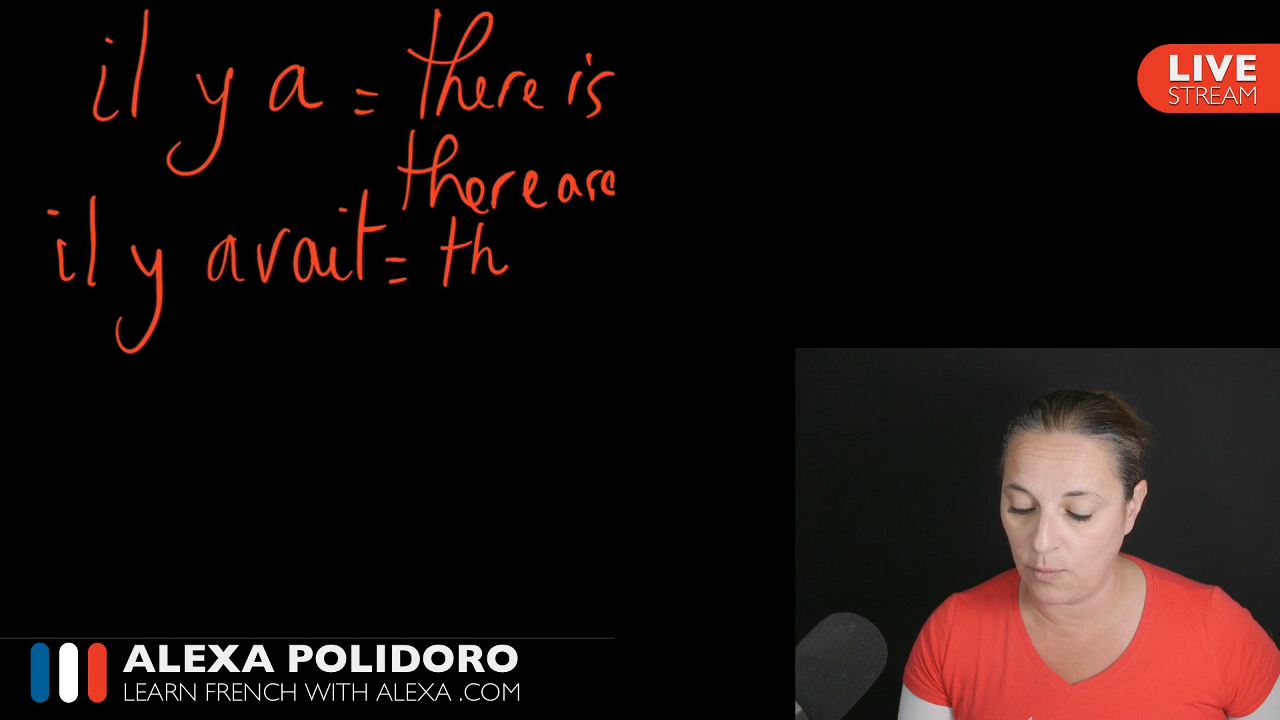 il y a = there is
there are
il y avait = th
LIVE
STREAM
ALEXA POLIDORO
LEARN FRENCH WITH ALEXA .COM